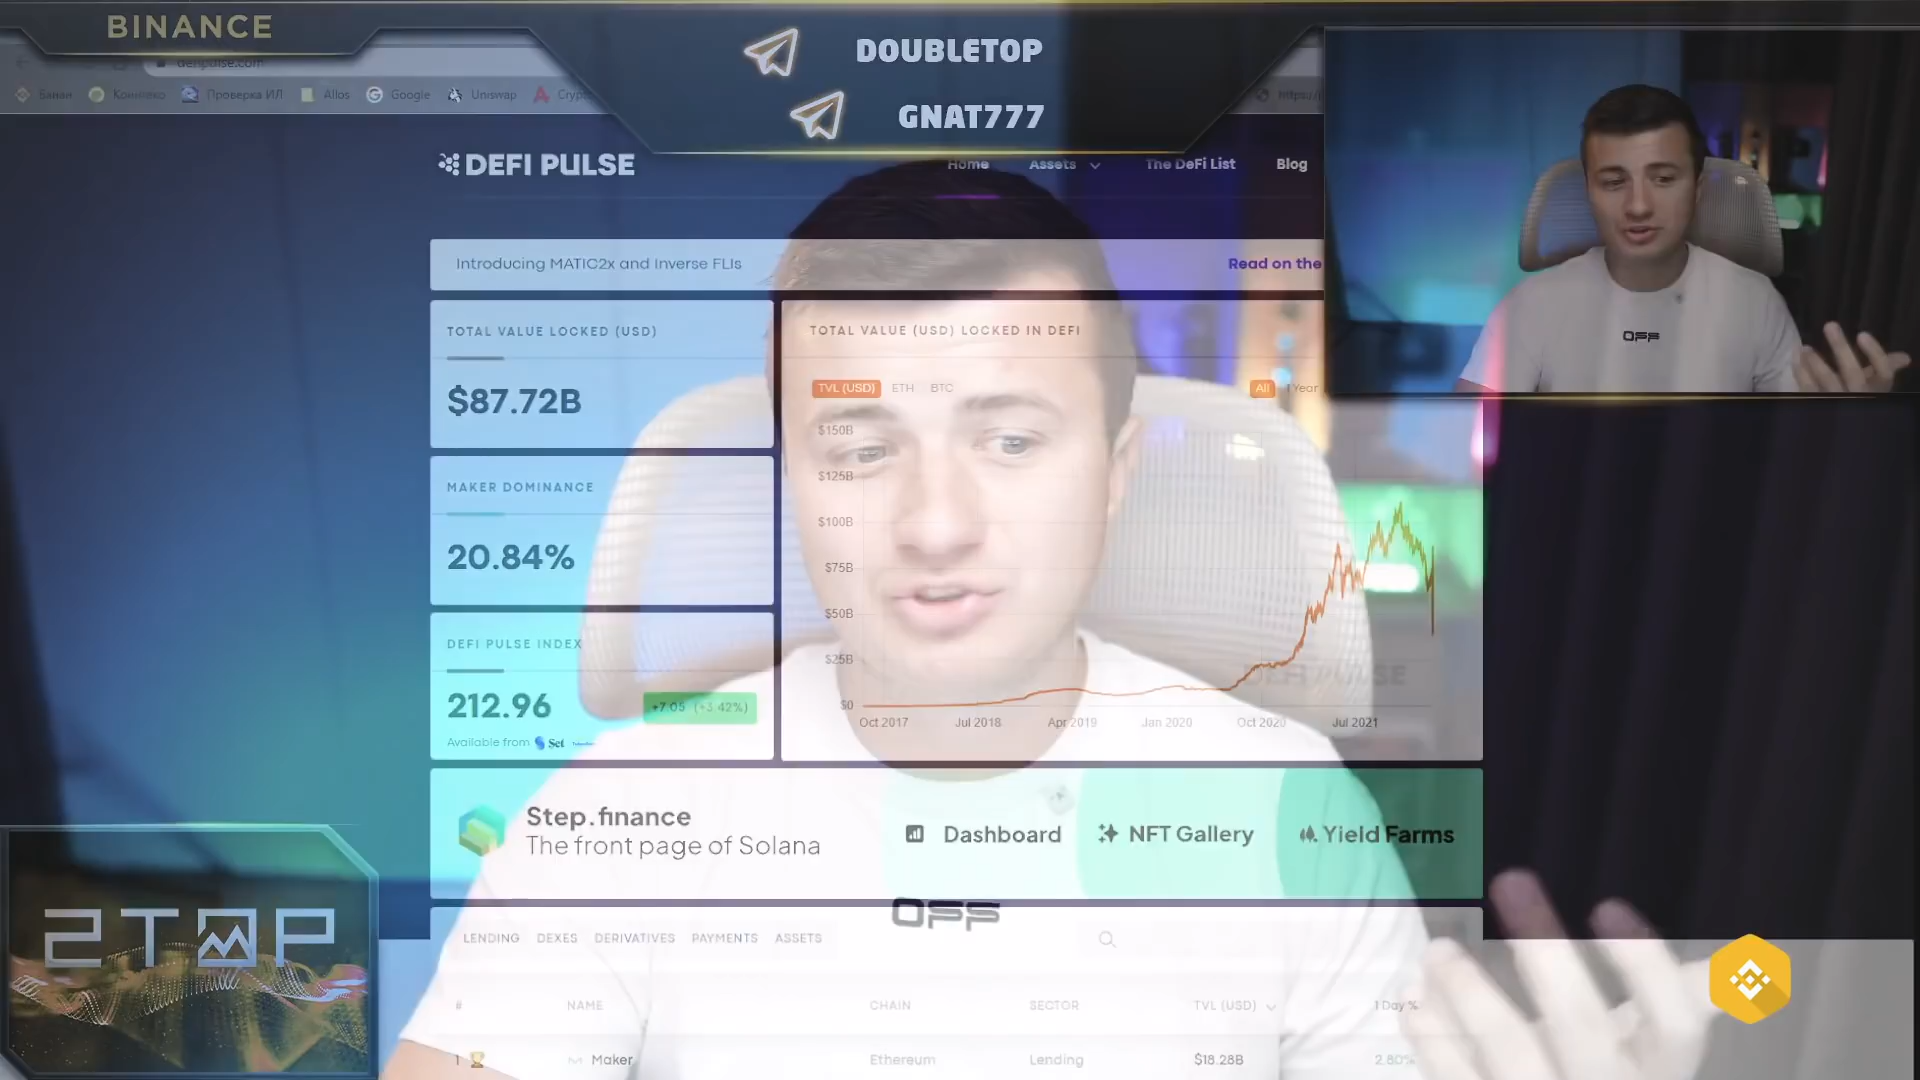 BINANCE
DOUBLETOP
GNAT777
defipulse.com
Проверка ИЛ
Allos
Google
Uniswap
https://
DEFI PULSE
Home
Assets
The DeFi List
Blog
Introducing MATIC2x and Inverse FLIs
Read on the
TOTAL VALUE LOCKED (USD)
$87.72B
MAKER DOMINANCE
20.84%
DEFI PULSE INDEX
212.96
+7.05 (+3.42%)
Available from Set
TOTAL VALUE (USD) LOCKED IN DEFI
TVL (USD) ETH BTC
All 1 Year
$150B
$125B
$100B
$75B
$50B
$25B
$0
Oct 2017 Jul 2018 Apr 2019 Jan 2020 Oct 2020 Jul 2021
DEFI PULSE
OFF
Step.finance
The front page of Solana
Dashboard
NFT Gallery
Yield Farms
OFF
LENDING DEXES DERIVATIVES PAYMENTS ASSETS
# NAME CHAIN SECTOR TVL (USD) 1 Day %
1 Maker Ethereum Lending $18.28B 2.80%
2TOP